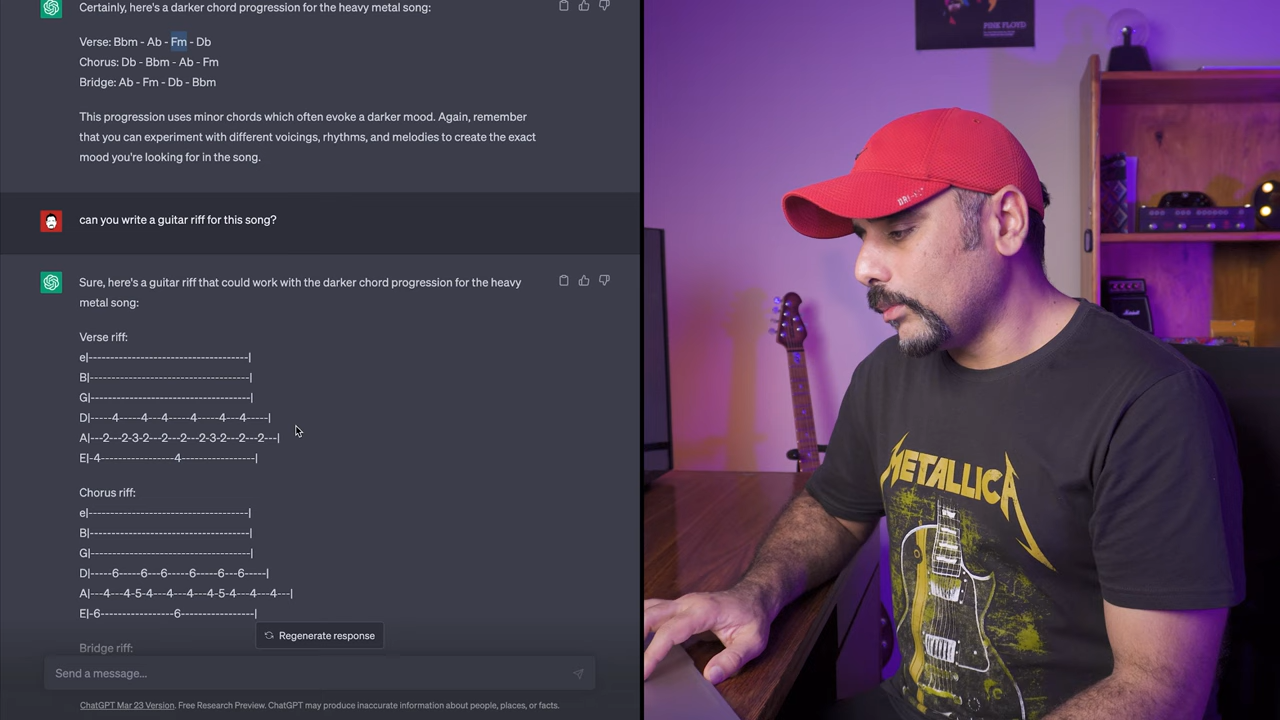 Certainly, here's a darker chord progression for the heavy metal song:
Verse: Bbm - Ab - Fm - Db
Chorus: Db - Bbm - Ab - Fm
Bridge: Ab - Fm - Db - Bbm
This progression uses minor chords which often evoke a darker mood. Again, remember
that you can experiment with different voicings, rhythms, and melodies to create the exact
mood you're looking for in the song.
can you write a guitar riff for this song?
Sure, here's a guitar riff that could work with the darker chord progression for the heavy
metal song:
Verse riff:
e|-------------------------------------|
B|-------------------------------------|
G|-------------------------------------|
D|-----4-----4---4-----4-----4---4-----|
A|---2---2-3-2---2---2---2-3-2---2---2---|
E|-4-----------------4-----------------|
Chorus riff:
e|-------------------------------------|
B|-------------------------------------|
G|-------------------------------------|
D|-----6-----6---6-----6-----6---6-----|
A|---4---4-5-4---4---4---4-5-4---4---4---|
E|-6-----------------6-----------------|
Regenerate response
Bridge riff:
Send a message...
ChatGPT Mar 23 Version. Free Research Preview. ChatGPT may produce inaccurate information about people, places, or facts.
PINK FLOYD
METALLICA